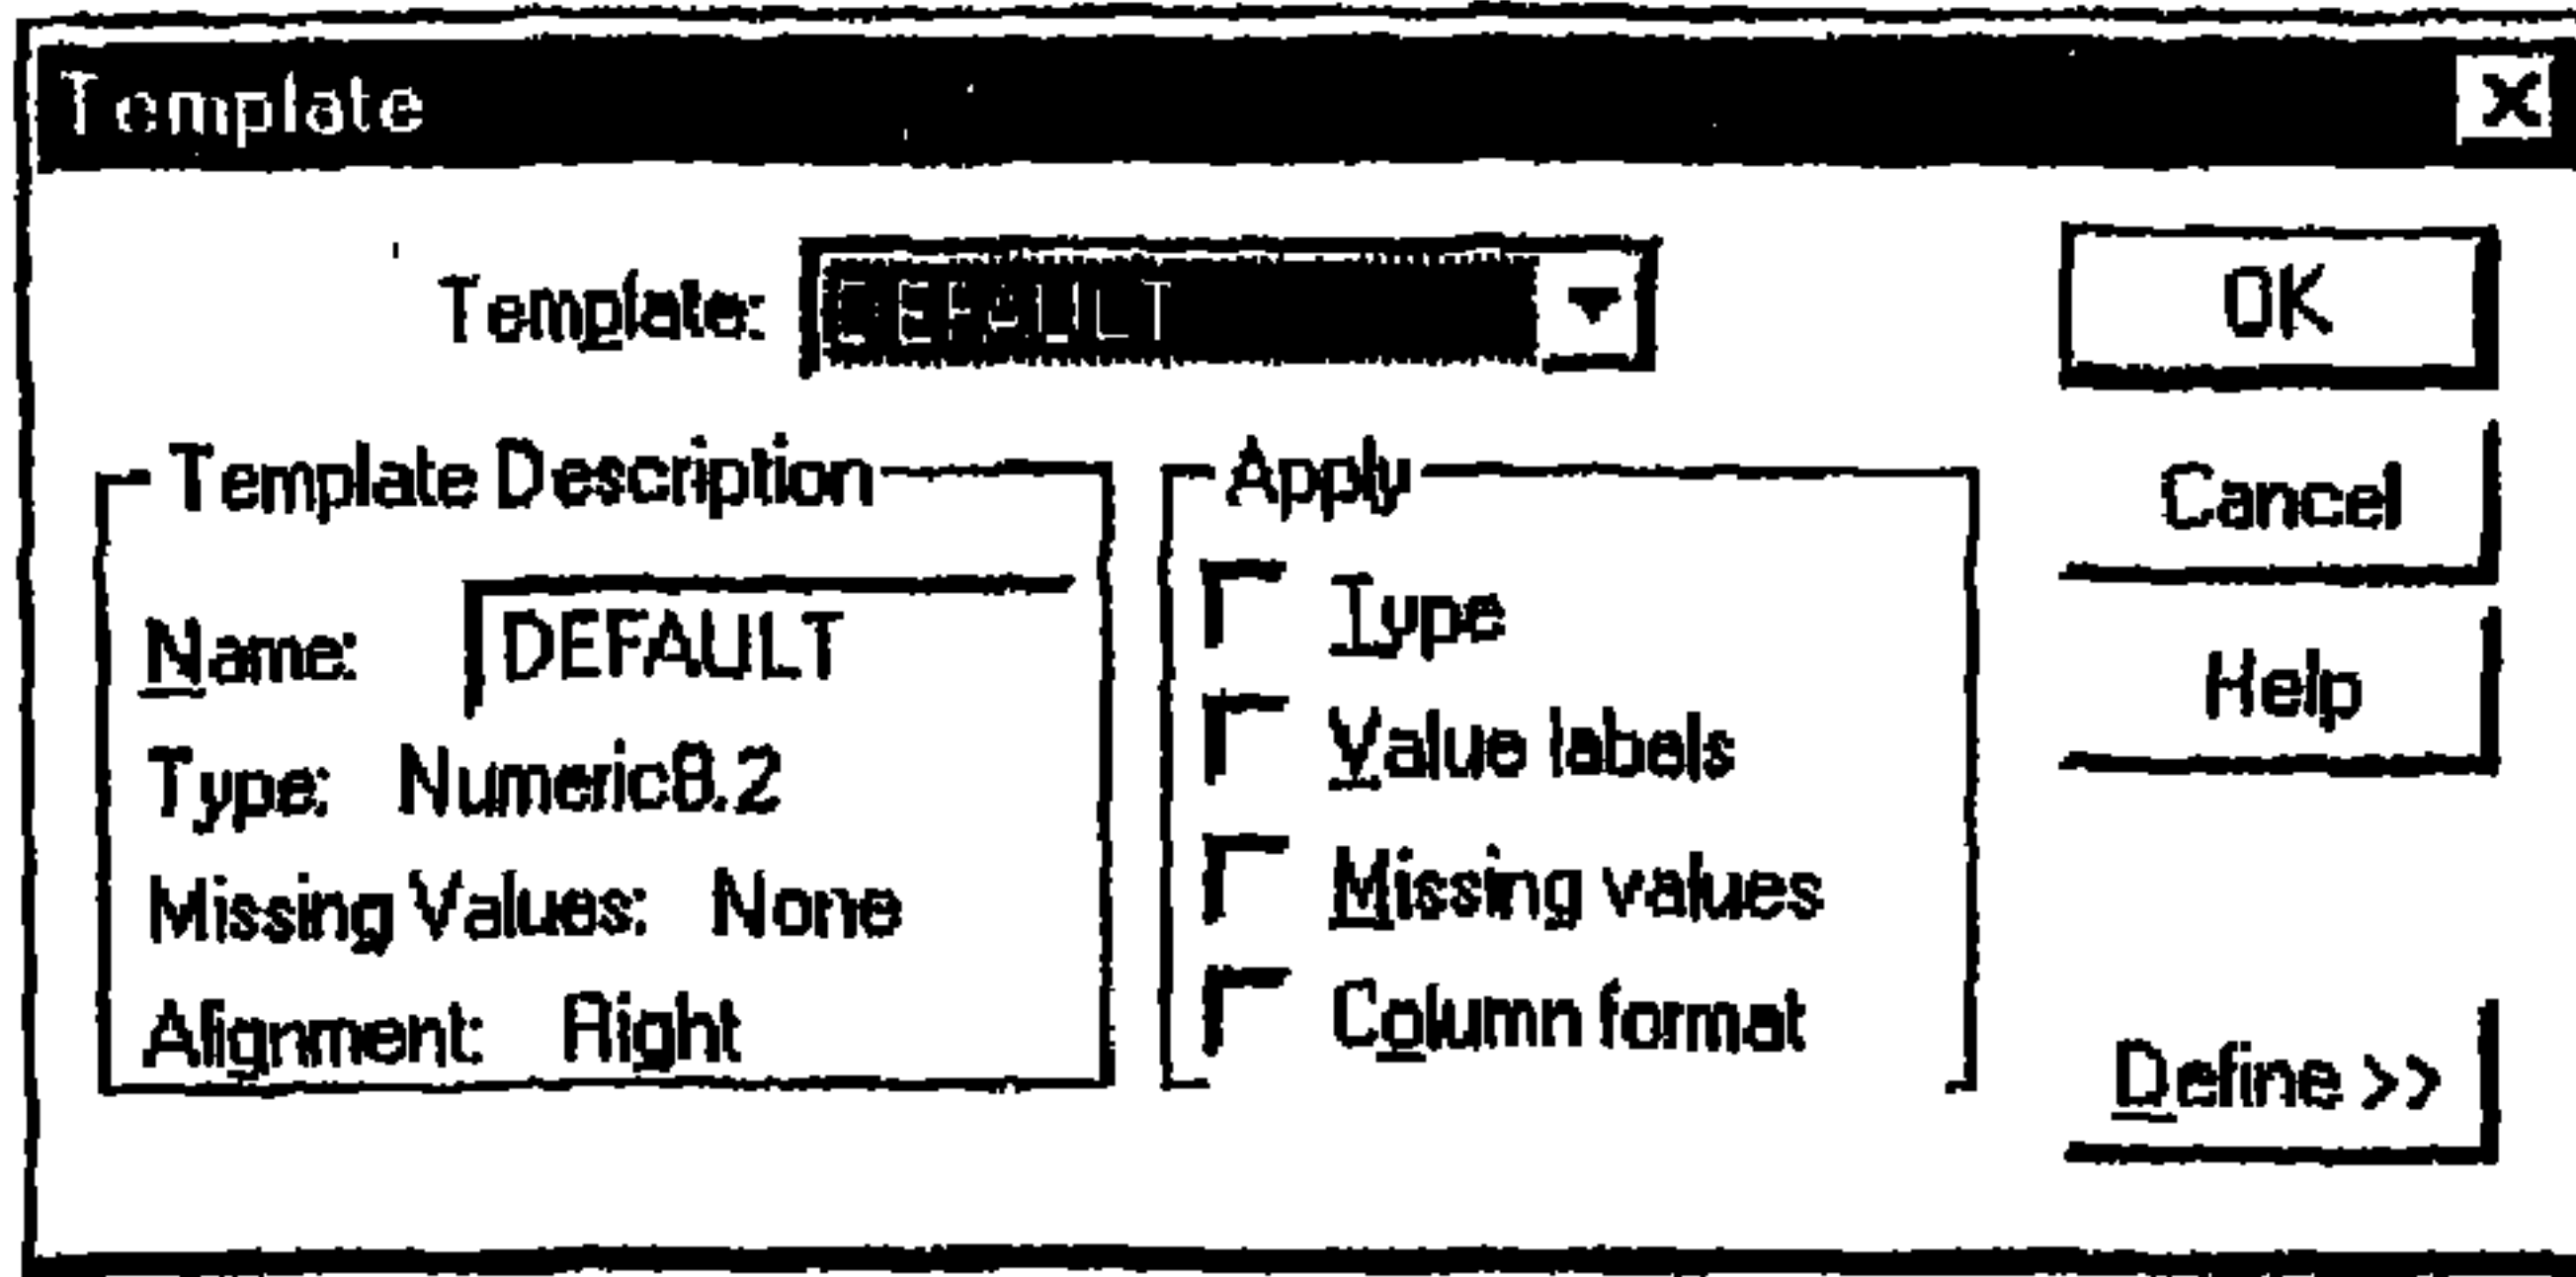 Template
Template: DEFAULT
OK
Template Description
Name: DEFAULT
Type: Numeric8.2
Missing Values: None
Alignment: Right
Apply
Type
Value labels
Missing values
Column format
Cancel
Help
Define >>